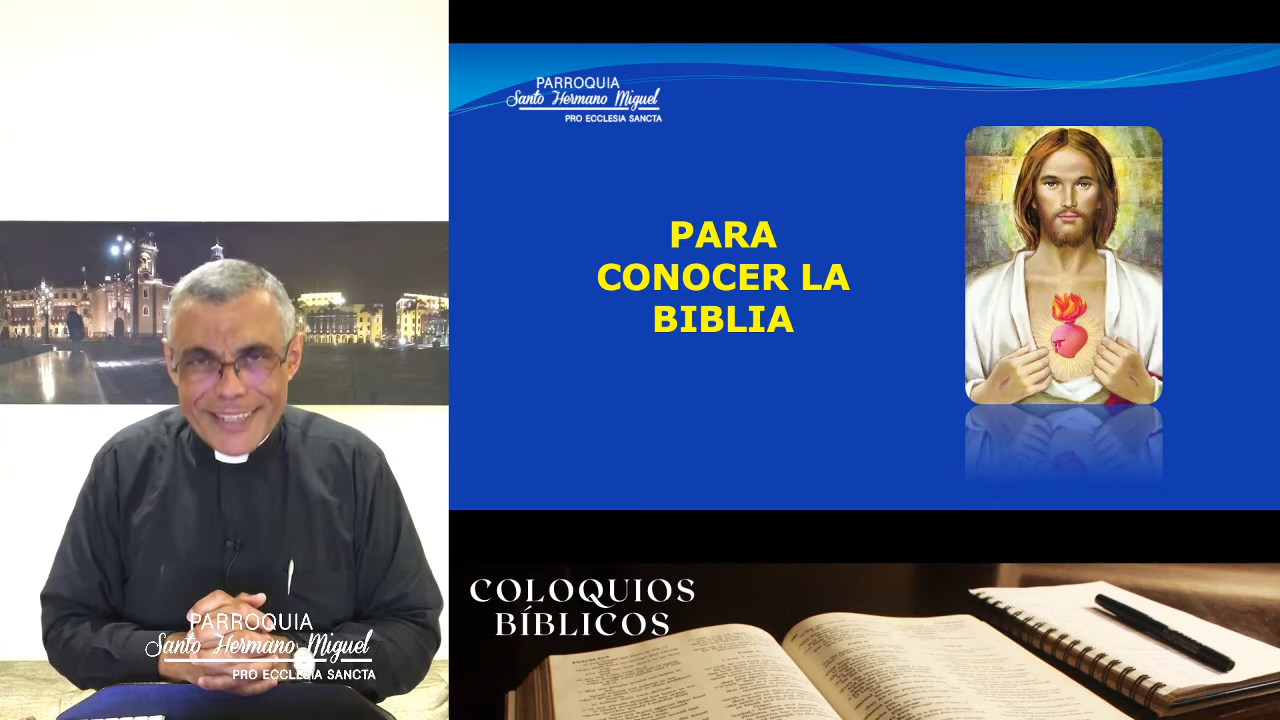 PARROQUIA
Santo Hermano Miguel
PRO ECCLESIA SANCTA
PARA
CONOCER LA
BIBLIA
COLOQUIOS
BÍBLICOS
PARROQUIA
Santo Hermano Miguel
PRO ECCLESIA SANCTA